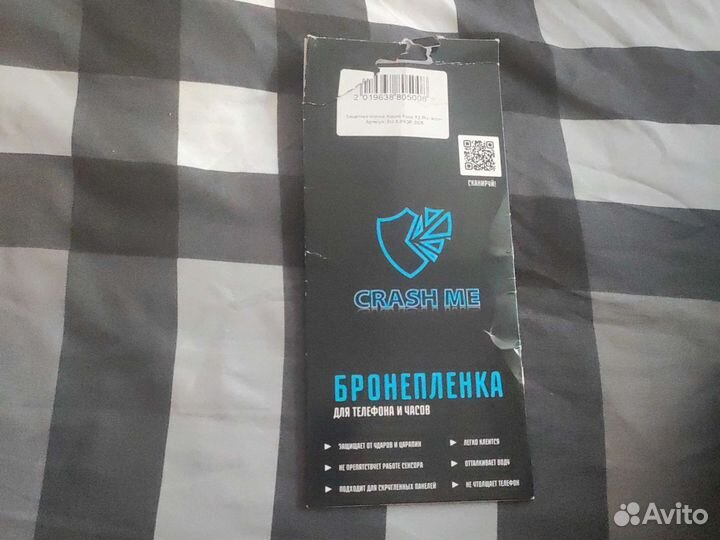 2 019638 805008
СКАНИРУЙ!
CRASH ME
БРОНЕПЛЕНКА
ДЛЯ ТЕЛЕФОНА И ЧАСОВ
ЗАЩИЩАЕТ ОТ УДАРОВ И ЦАРАПИН
НЕ ПРЕПЯТСТВУЕТ РАБОТЕ СЕНСОРА
ПОДХОДИТ ДЛЯ СКРУГЛЕННЫХ ПАНЕЛЕЙ
ЛЕГКО КЛЕИТСЯ
ОТТАЛКИВАЕТ ВОДУ
НЕ УТОЛЩАЕТ ТЕЛЕФОН
Avito